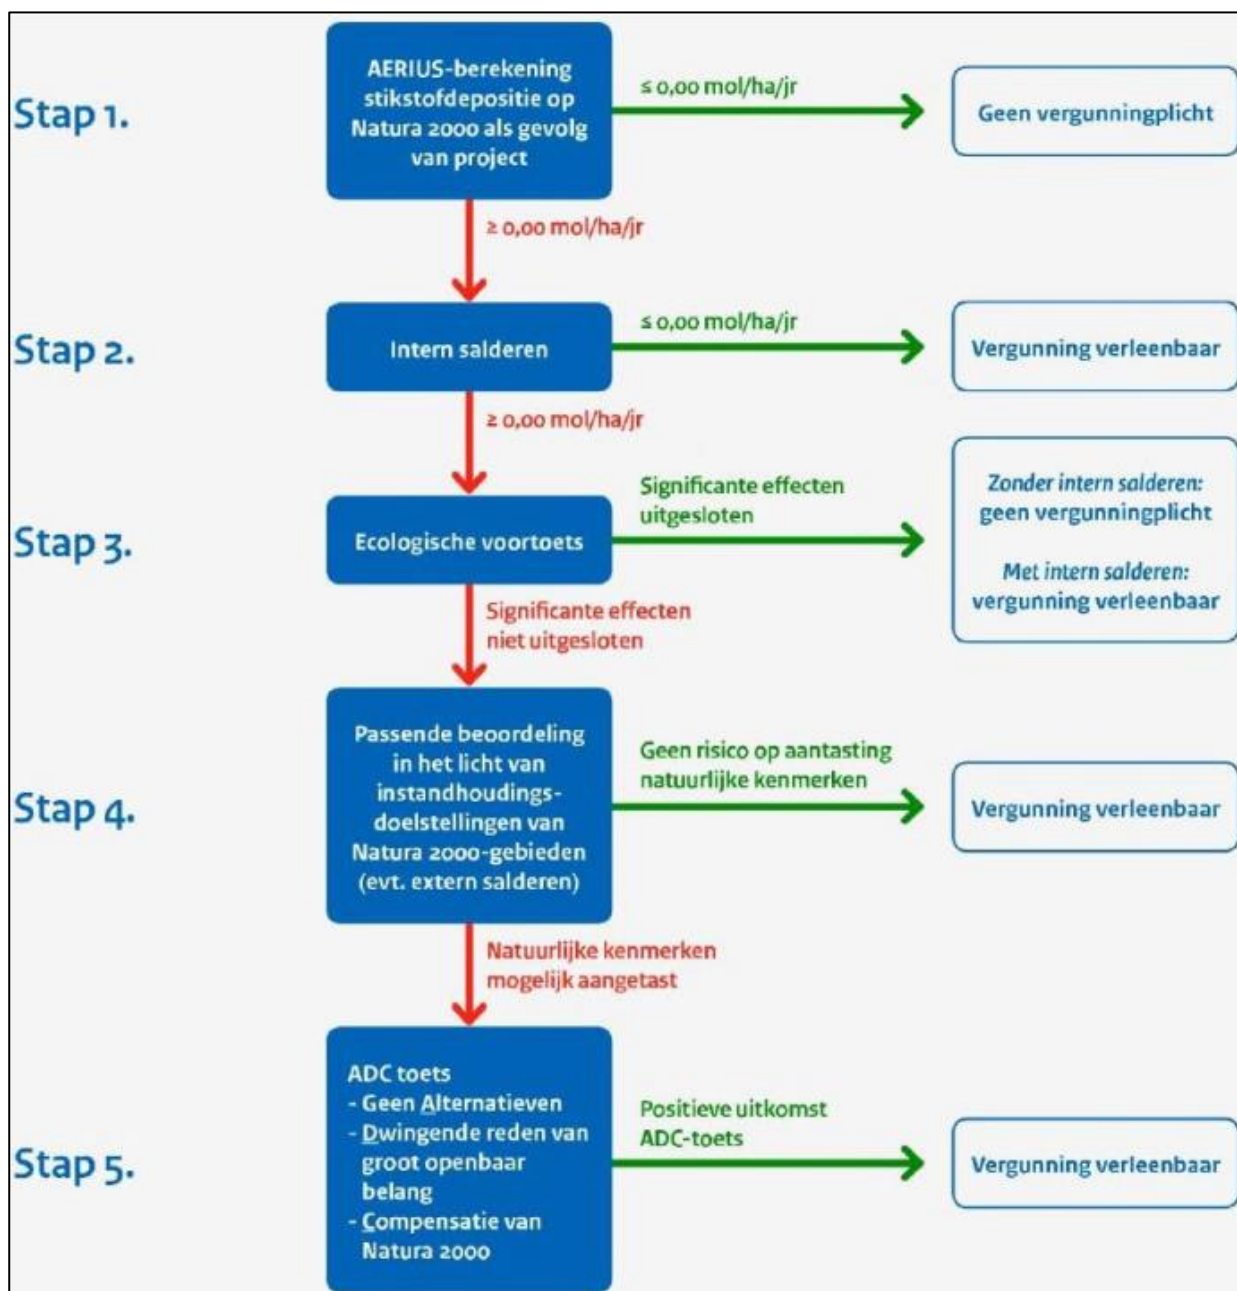 Stap 1.
AERIUS-berekening
stikstofdepositie op
Natura 2000 als gevolg
van project
≤ 0,00 mol/ha/jr
Geen vergunningplicht
≥ 0,00 mol/ha/jr
Stap 2.
Intern salderen
≤ 0,00 mol/ha/jr
Vergunning verleenbaar
≥ 0,00 mol/ha/jr
Stap 3.
Ecologische voortoets
Significante effecten
uitgesloten
Zonder intern salderen:
geen vergunningplicht
Met intern salderen:
vergunning verleenbaar
Significante effecten
niet uitgesloten
Stap 4.
Passende beoordeling
in het licht van
instandhoudings-
doelstellingen van
Natura 2000-gebieden
(evt. extern salderen)
Geen risico op aantasting
natuurlijke kenmerken
Vergunning verleenbaar
Natuurlijke kenmerken
mogelijk aangetast
Stap 5.
ADC toets
- Geen Alternatieven
- Dwingende reden van
groot openbaar
belang
- Compensatie van
Natura 2000
Positieve uitkomst
ADC-toets
Vergunning verleenbaar